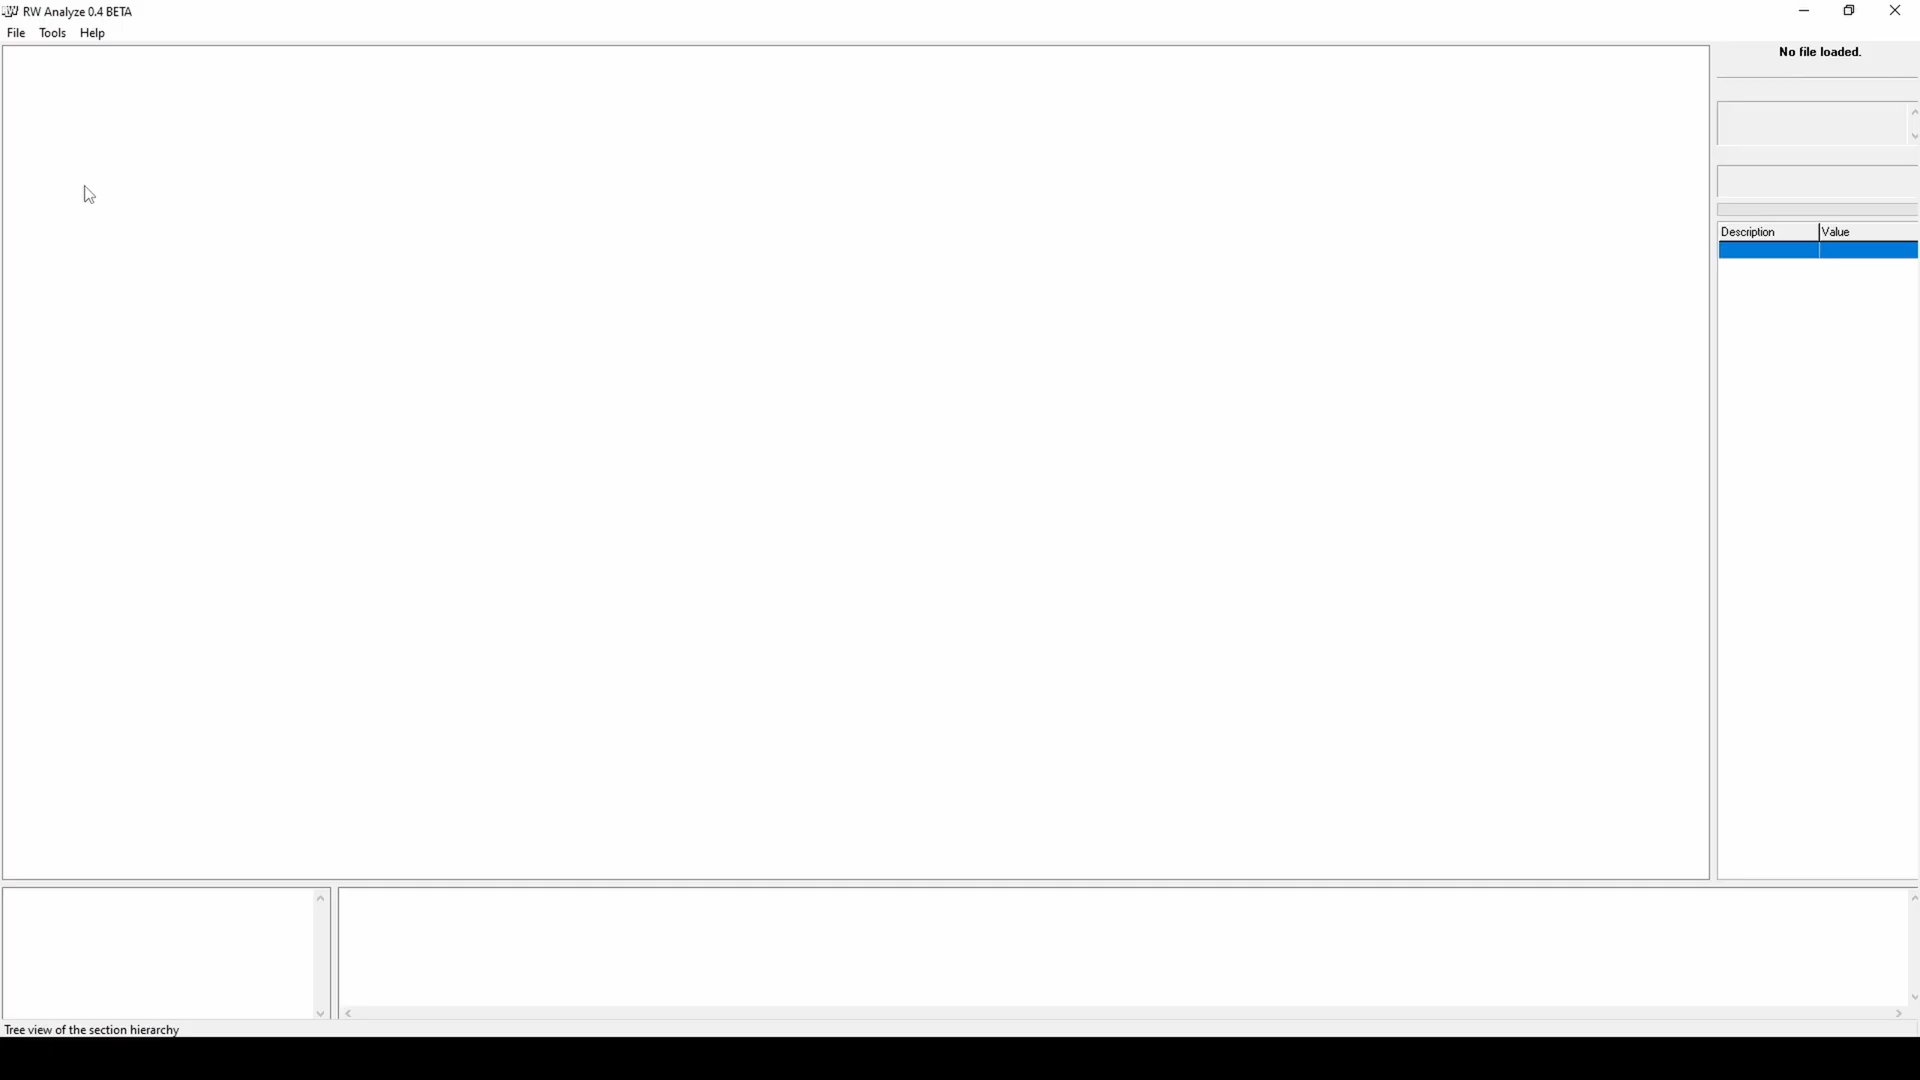 RW Analyze 0.4 BETA
File Tools Help
No file loaded.
Description Value
Tree view of the section hierarchy